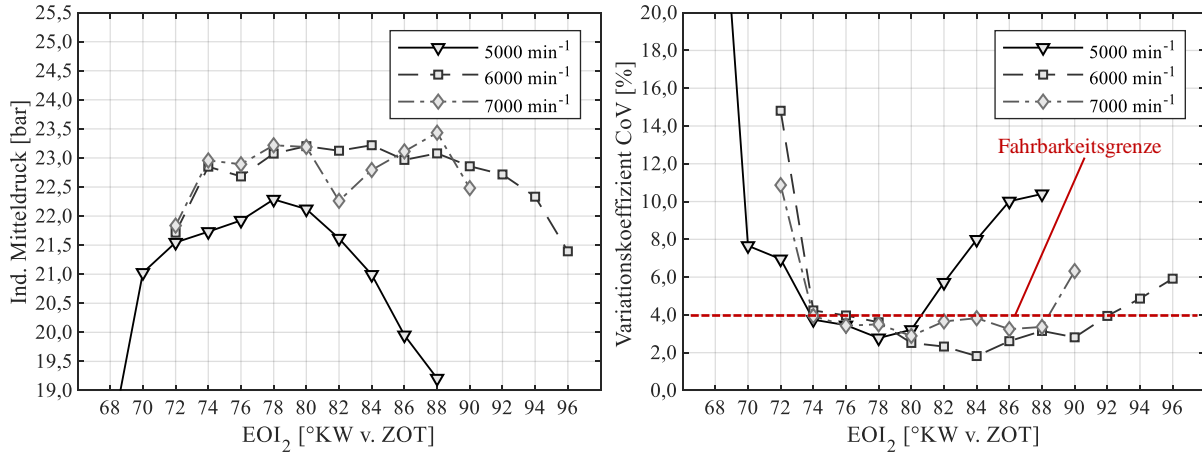 25,5
25,0
24,5
24,0
23,5
23,0
22,5
22,0
21,5
21,0
20,5
20,0
19,5
19,0
Ind. Mitteldruck [bar]
5000 min⁻¹
6000 min⁻¹
7000 min⁻¹
68 70 72 74 76 78 80 82 84 86 88 90 92 94 96
EOI₂ [°KW v. ZOT]
20,0
18,0
16,0
14,0
12,0
10,0
8,0
6,0
4,0
2,0
0,0
Variationskoeffizient CoV [%]
5000 min⁻¹
6000 min⁻¹
7000 min⁻¹
Fahrbarkeitsgrenze
68 70 72 74 76 78 80 82 84 86 88 90 92 94 96
EOI₂ [°KW v. ZOT]